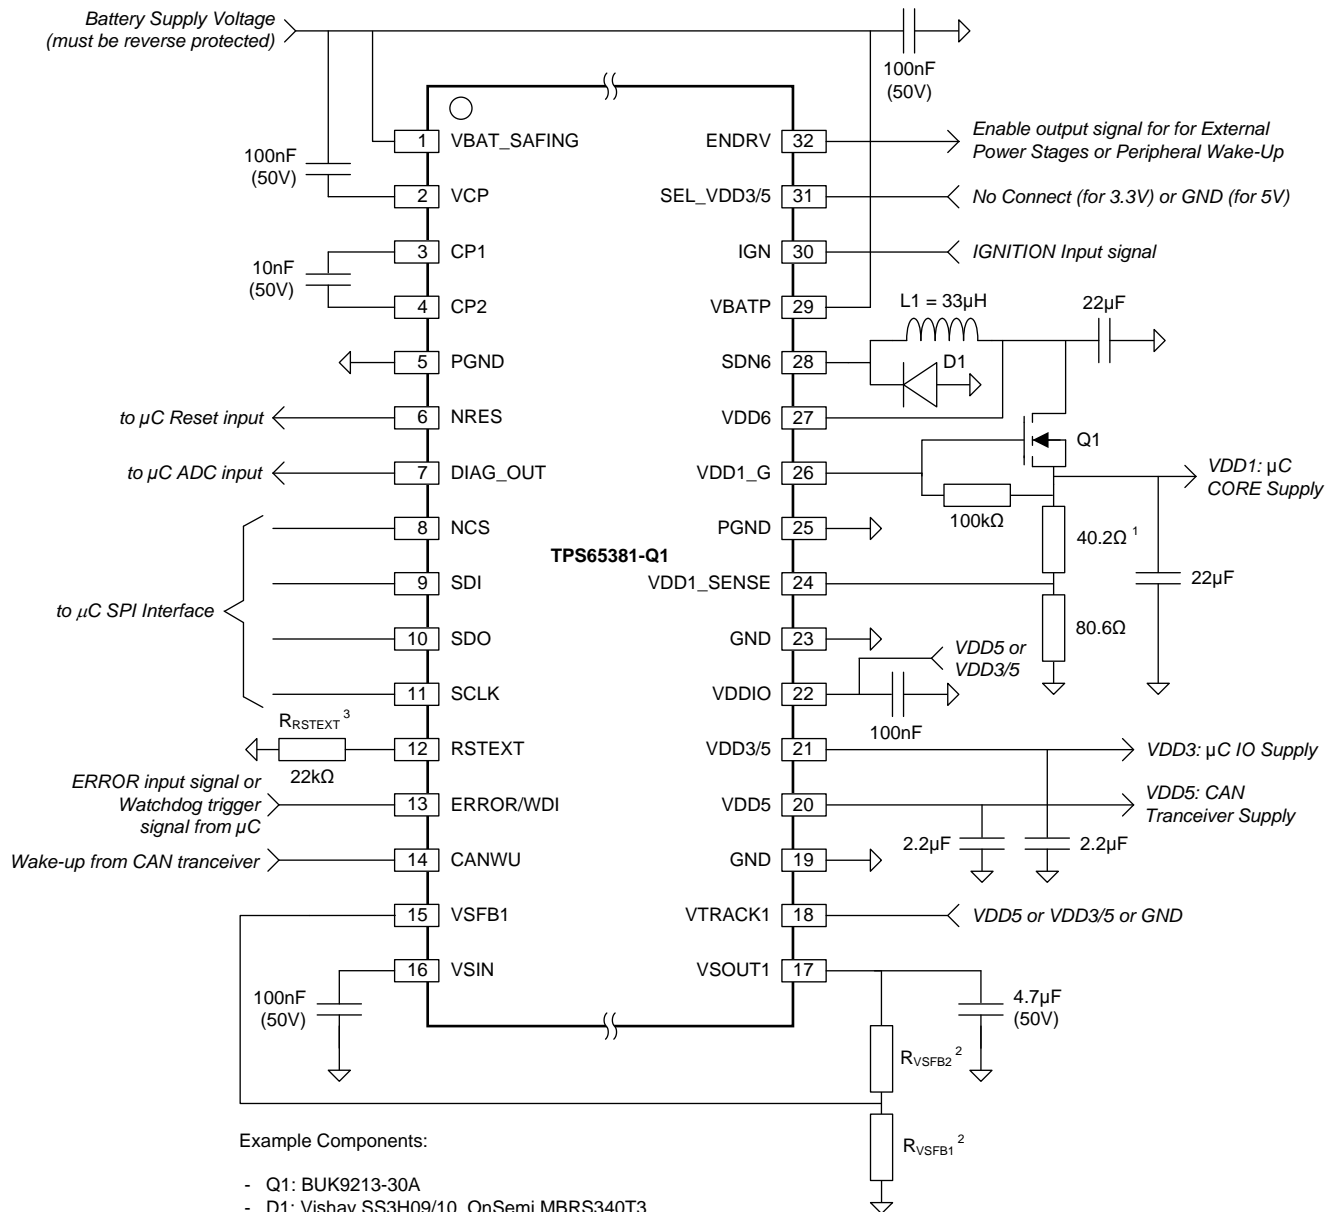 Battery Supply Voltage
(must be reverse protected)
100nF
(50V)
100nF
(50V)
10nF
(50V)
1 VBAT_SAFING
2 VCP
3 CP1
4 CP2
5 PGND
to µC Reset input
6 NRES
to µC ADC input
7 DIAG_OUT
8 NCS
9 SDI
to µC SPI Interface
10 SDO
11 SCLK
R_RSTEXT ³
22kΩ
12 RSTEXT
ERROR input signal or
Watchdog trigger
signal from µC
13 ERROR/WDI
Wake-up from CAN tranceiver
14 CANWU
15 VSFB1
16 VSIN
100nF
(50V)
TPS65381-Q1
ENDRV 32
Enable output signal for for External
Power Stages or Peripheral Wake-Up
SEL_VDD3/5 31
No Connect (for 3.3V) or GND (for 5V)
IGN 30
IGNITION Input signal
VBATP 29
L1 = 33µH
22µF
SDN6 28
D1
VDD6 27
Q1
VDD1_G 26
VDD1: µC
CORE Supply
100kΩ
PGND 25
40.2Ω ¹
22µF
VDD1_SENSE 24
80.6Ω
GND 23
VDD5 or
VDD3/5
VDDIO 22
100nF
VDD3/5 21
VDD3: µC IO Supply
VDD5 20
VDD5: CAN
Tranceiver Supply
2.2µF
2.2µF
GND 19
VTRACK1 18
VDD5 or VDD3/5 or GND
VSOUT1 17
4.7µF
(50V)
R_VSFB2 ²
R_VSFB1 ²
Example Components:
- Q1: BUK9213-30A
- D1: Vishay SS3H09/10, OnSemi MBRS340T3